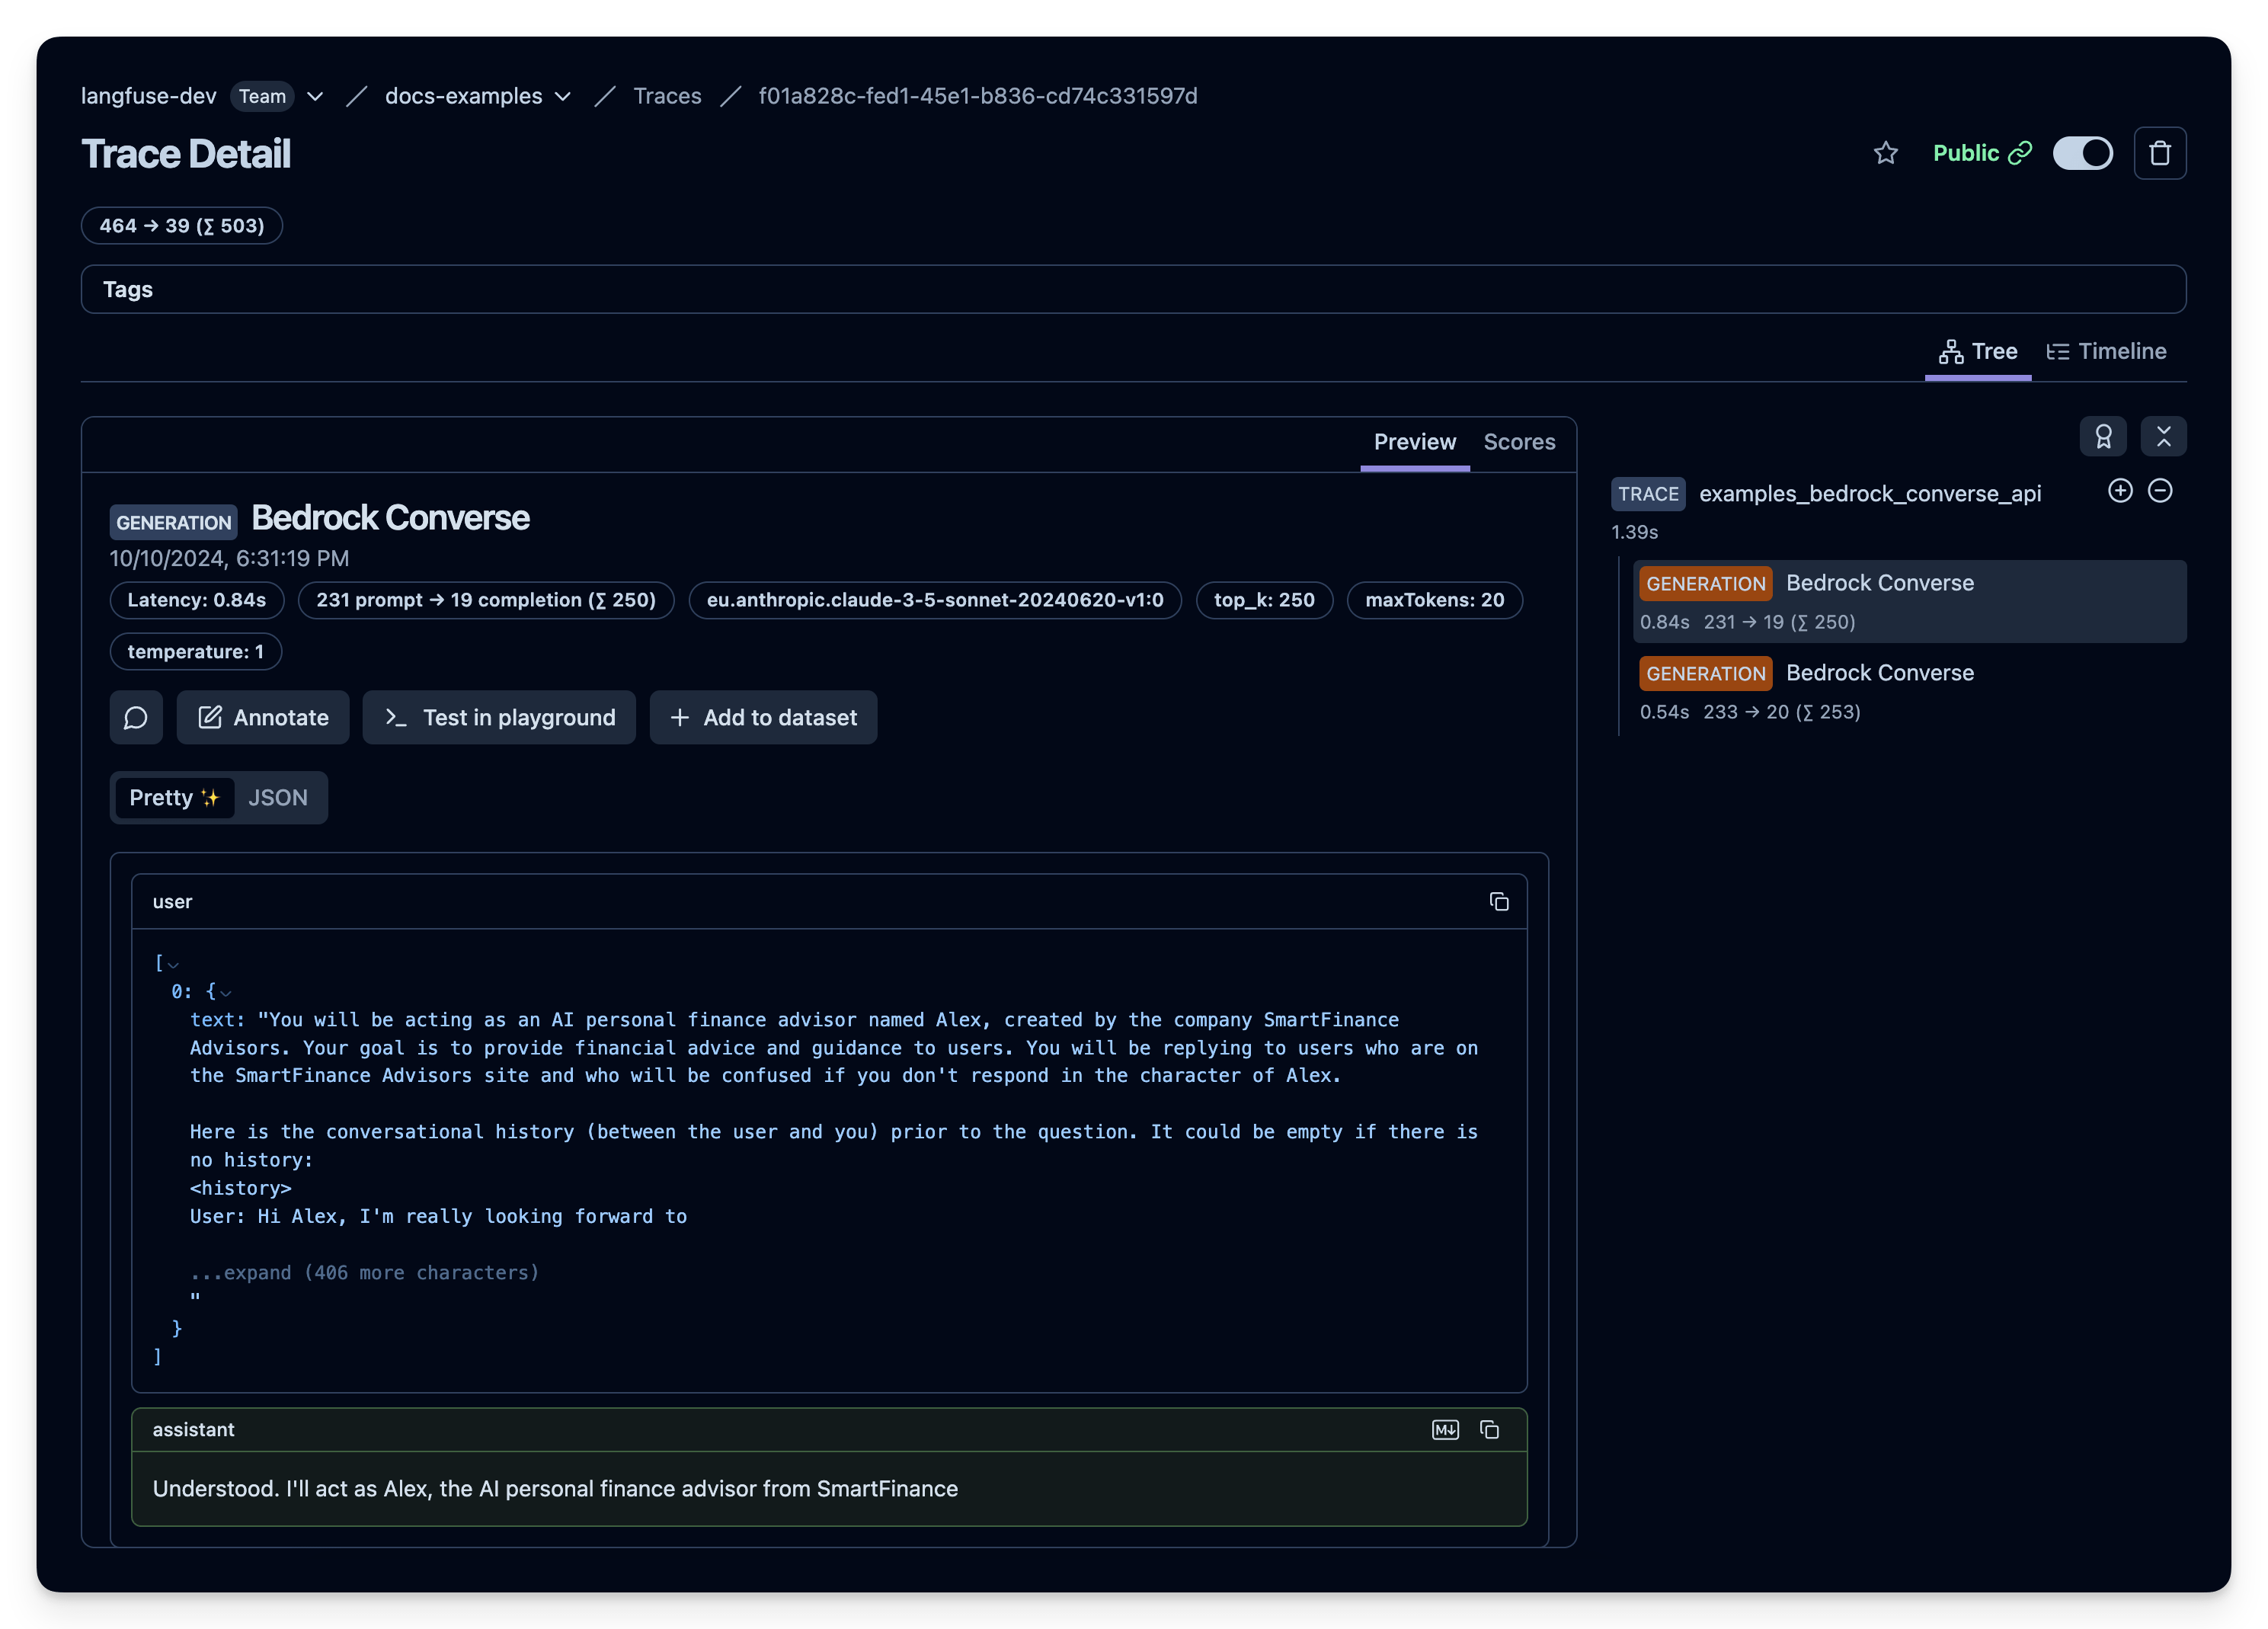 langfuse-dev Team / docs-examples / Traces / f01a828c-fed1-45e1-b836-cd74c331597d
Trace Detail
Public
464 → 39 (∑ 503)
Tags
Tree Timeline
Preview Scores
GENERATION Bedrock Converse
10/10/2024, 6:31:19 PM
Latency: 0.84s 231 prompt → 19 completion (∑ 250) eu.anthropic.claude-3-5-sonnet-20240620-v1:0 top_k: 250 maxTokens: 20
temperature: 1
Annotate Test in playground + Add to dataset
Pretty ✨ JSON
user
[
0: {
text: "You will be acting as an AI personal finance advisor named Alex, created by the company SmartFinance
Advisors. Your goal is to provide financial advice and guidance to users. You will be replying to users who are on
the SmartFinance Advisors site and who will be confused if you don't respond in the character of Alex.
Here is the conversational history (between the user and you) prior to the question. It could be empty if there is
no history:
<history>
User: Hi Alex, I'm really looking forward to
...expand (406 more characters)
"
}
]
assistant
M↓
Understood. I'll act as Alex, the AI personal finance advisor from SmartFinance
TRACE examples_bedrock_converse_api
1.39s
GENERATION Bedrock Converse
0.84s 231 → 19 (∑ 250)
GENERATION Bedrock Converse
0.54s 233 → 20 (∑ 253)